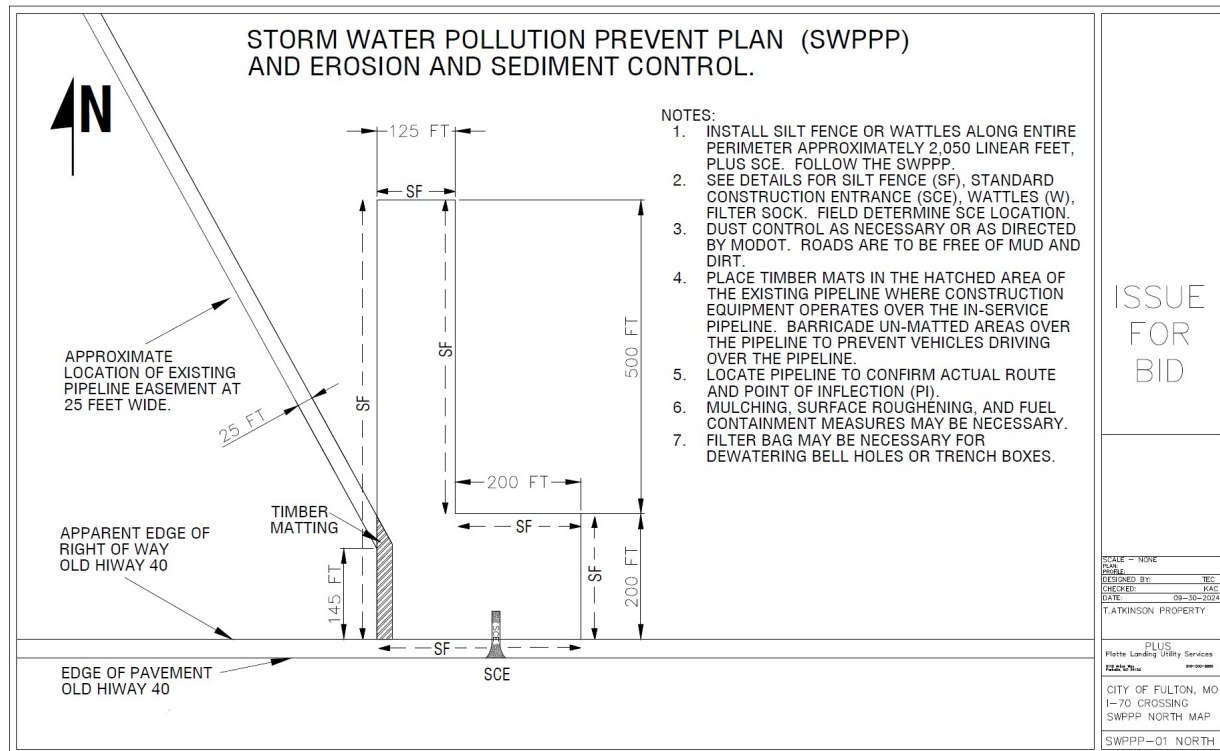 STORM WATER POLLUTION PREVENT PLAN (SWPPP)
AND EROSION AND SEDIMENT CONTROL.
N
NOTES:
1. INSTALL SILT FENCE OR WATTLES ALONG ENTIRE
PERIMETER APPROXIMATELY 2,050 LINEAR FEET,
PLUS SCE. FOLLOW THE SWPPP.
2. SEE DETAILS FOR SILT FENCE (SF), STANDARD
CONSTRUCTION ENTRANCE (SCE), WATTLES (W),
FILTER SOCK. FIELD DETERMINE SCE LOCATION.
3. DUST CONTROL AS NECESSARY OR AS DIRECTED
BY MODOT. ROADS ARE TO BE FREE OF MUD AND
DIRT.
4. PLACE TIMBER MATS IN THE HATCHED AREA OF
THE EXISTING PIPELINE WHERE CONSTRUCTION
EQUIPMENT OPERATES OVER THE IN-SERVICE
PIPELINE. BARRICADE UN-MATTED AREAS OVER
THE PIPELINE TO PREVENT VEHICLES DRIVING
OVER THE PIPELINE.
5. LOCATE PIPELINE TO CONFIRM ACTUAL ROUTE
AND POINT OF INFLECTION (PI).
6. MULCHING, SURFACE ROUGHENING, AND FUEL
CONTAINMENT MEASURES MAY BE NECESSARY.
7. FILTER BAG MAY BE NECESSARY FOR
DEWATERING BELL HOLES OR TRENCH BOXES.
125 FT
SF
SF
SF
500 FT
APPROXIMATE
LOCATION OF EXISTING
PIPELINE EASEMENT AT
25 FEET WIDE.
25 FT
200 FT
SF
TIMBER
MATTING
APPARENT EDGE OF
RIGHT OF WAY
OLD HIWAY 40
145 FT
SF
200 FT
SCE
SF
SCE
EDGE OF PAVEMENT
OLD HIWAY 40
ISSUE
FOR
BID
SCALE - NONE
PLAN:
PROFILE:
DESIGNED BY: TEC
CHECKED: KAC
DATE: 09-30-2024
T.ATKINSON PROPERTY
PLUS
Platte Landing Utility Services
CITY OF FULTON, MO
I-70 CROSSING
SWPPP NORTH MAP
SWPPP-01 NORTH